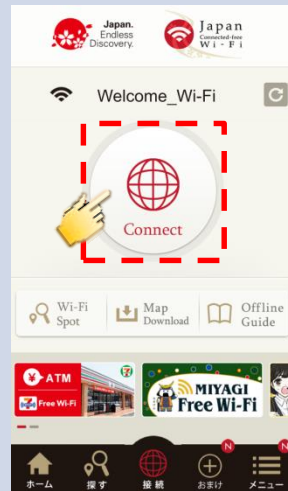 Japan.
Endless
Discovery.
Japan
Connected-free
Wi-Fi
Welcome_Wi-Fi
C
Connect
Wi-Fi
Spot
Map
Download
Offline
Guide
¥ ATM
Free Wi-Fi
MIYAGI
Free Wi-Fi
N
N
ホーム
探す
接続
おまけ
メニュー